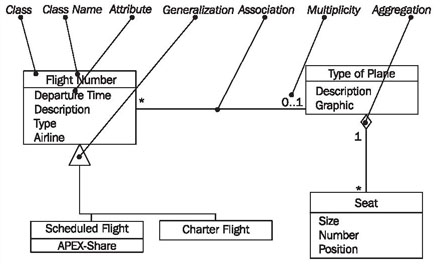 Class Class Name Attribute Generalization Association Multiplicity Aggregation
Flight Number
Departure Time
Description
Type
Airline
*
0..1
Type of Plane
Description
Graphic
1
*
Scheduled Flight
APEX-Share
Charter Flight
Seat
Size
Number
Position